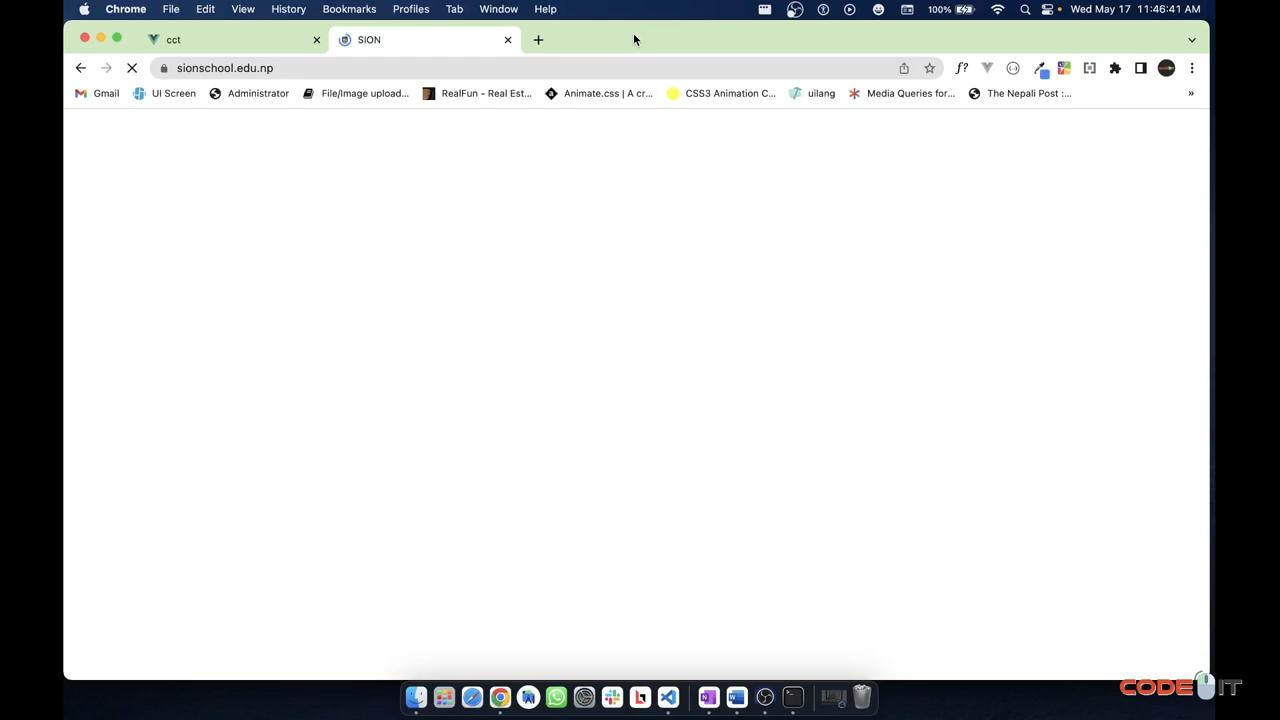 Chrome File Edit View History Bookmarks Profiles Tab Window Help 100% Wed May 17 11:46:41 AM
cct SION
sionschool.edu.np f?
Gmail UI Screen Administrator File/Image upload... RealFun - Real Est... Animate.css | A cr... CSS3 Animation C... uilang Media Queries for... The Nepali Post :... »
CODE IT